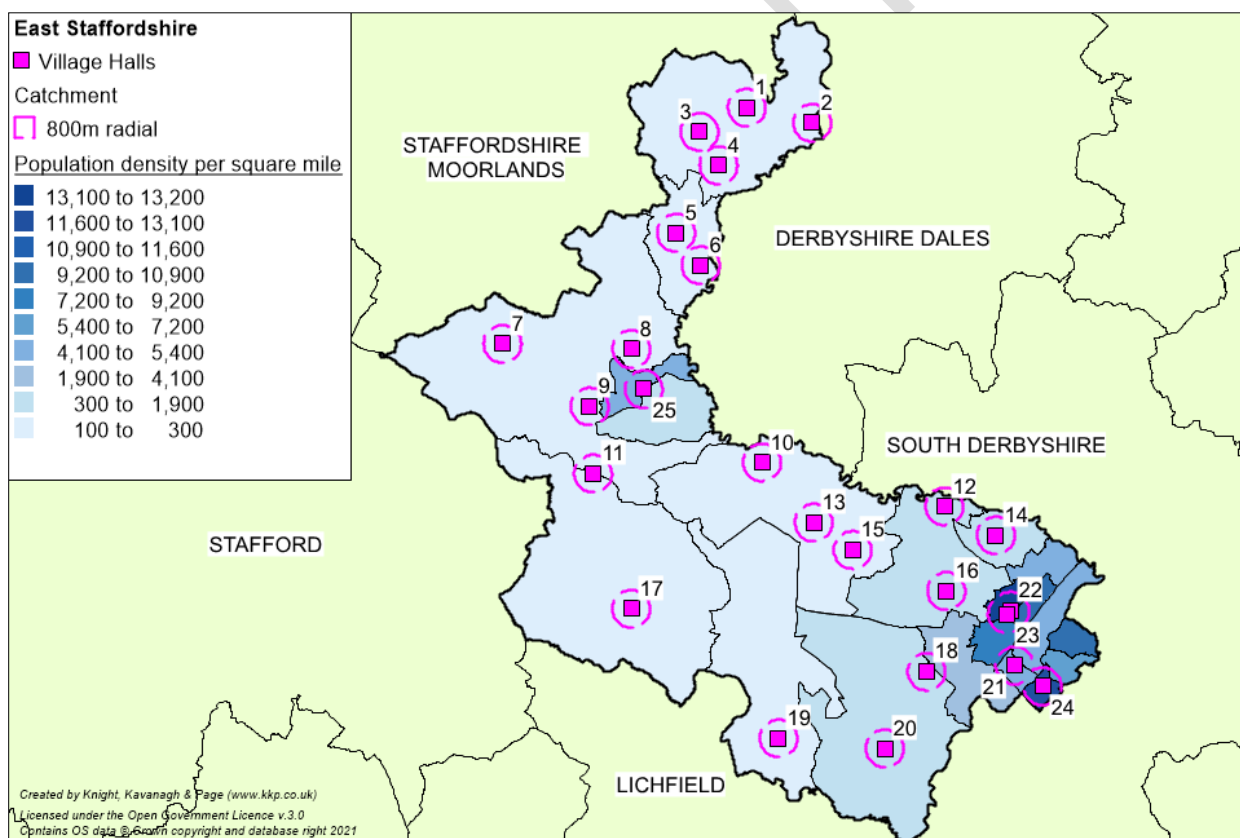 East Staffordshire
Village Halls
Catchment
800m radial
Population density per square mile
13,100 to 13,200
11,600 to 13,100
10,900 to 11,600
9,200 to 10,900
7,200 to 9,200
5,400 to 7,200
4,100 to 5,400
1,900 to 4,100
300 to 1,900
100 to 300
1
2
3
STAFFORDSHIRE
MOORLANDS
4
5
DERBYSHIRE DALES
6
7
8
9
25
SOUTH DERBYSHIRE
10
11
12
13
14
STAFFORD
15
16
17
22
23
18
21
24
19
20
LICHFIELD
Created by Knight, Kavanagh & Page (www.kkp.co.uk)
Licensed under the Open Government Licence v.3.0
Contains OS data © Crown copyright and database right 2021